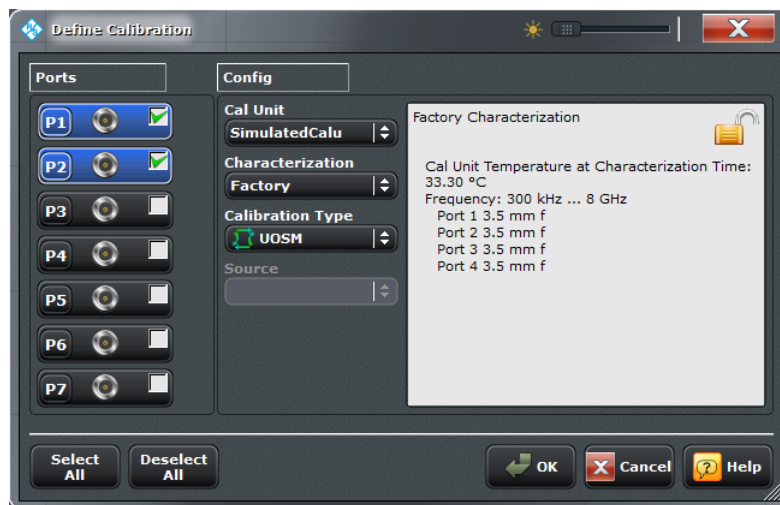 Define Calibration
Ports
P1
P2
P3
P4
P5
P6
P7
Config
Cal Unit
SimulatedCalu
Characterization
Factory
Calibration Type
UOSM
Source
Factory Characterization
Cal Unit Temperature at Characterization Time:
33.30 °C
Frequency: 300 kHz ... 8 GHz
Port 1 3.5 mm f
Port 2 3.5 mm f
Port 3 3.5 mm f
Port 4 3.5 mm f
Select
All
Deselect
All
OK
Cancel
Help